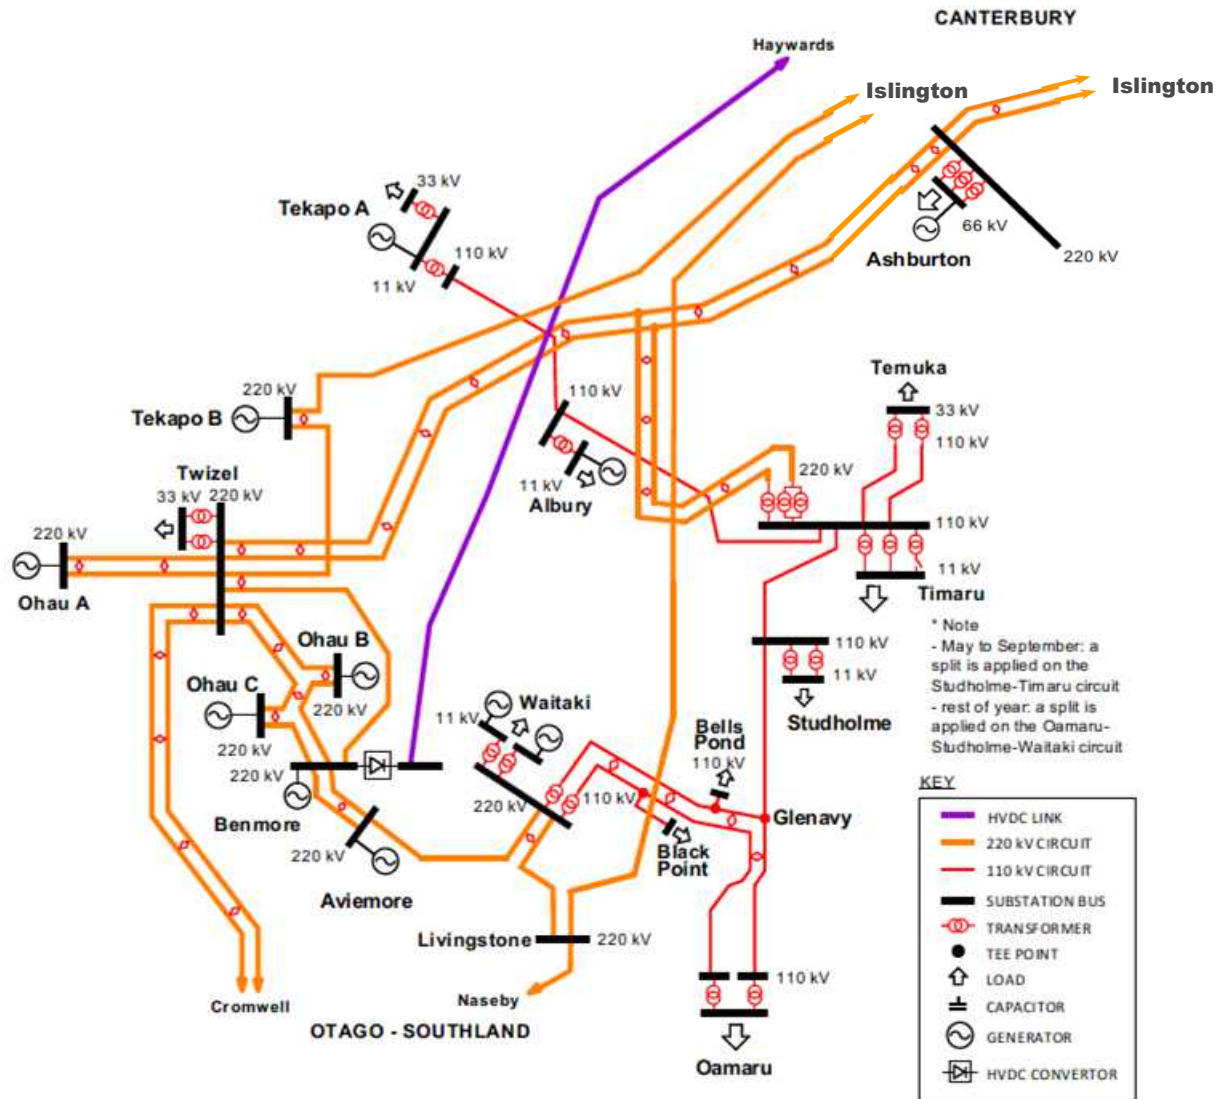 CANTERBURY
Haywards
Islington
Islington
33 kV
Tekapo A
110 kV
11 kV
66 kV
Ashburton
220 kV
Temuka
33 kV
110 kV
220 kV
Tekapo B
110 kV
11 kV
Albury
220 kV
110 kV
11 kV
Timaru
Twizel
33 kV 220 kV
220 kV
Ohau A
Ohau B
220 kV
Ohau C
220 kV
220 kV
Benmore
220 kV
Aviemore
Waitaki
11 kV
220 kV
110 kV
Bells
Pond
110 kV
Black
Point
Glenavy
110 kV
11 kV
Studholme
* Note
- May to September: a
split is applied on the
Studholme-Timaru circuit
- rest of year: a split is
applied on the Oamaru-
Studholme-Waitaki circuit
Livingstone
220 kV
Cromwell
Naseby
OTAGO - SOUTHLAND
110 kV
Oamaru
KEY
HVDC LINK
220 kV CIRCUIT
110 kV CIRCUIT
SUBSTATION BUS
TRANSFORMER
TEE POINT
LOAD
CAPACITOR
GENERATOR
HVDC CONVERTOR